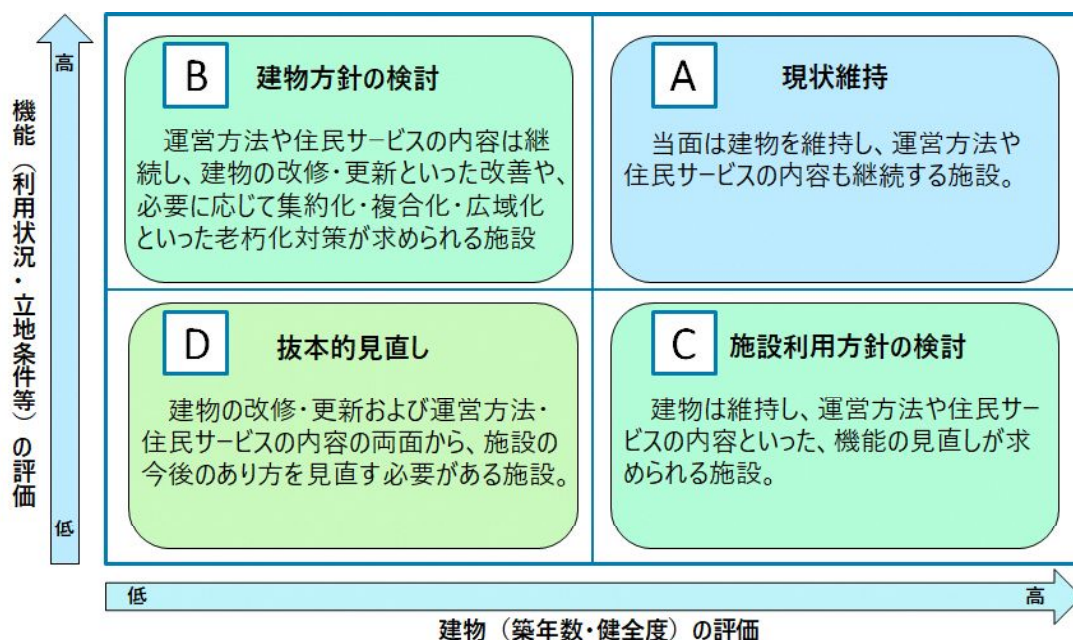 高
機能（利用状況・立地条件等）の評価
低
B
建物方針の検討
運営方法や住民サービスの内容は継
続し、建物の改修・更新といった改善や、
必要に応じて集約化・複合化・広域化
といった老朽化対策が求められる施設
A
現状維持
当面は建物を維持し、運営方法や
住民サービスの内容も継続する施設。
D
抜本的見直し
建物の改修・更新および運営方法・
住民サービスの内容の両面から、施設の
今後のあり方を見直す必要がある施設。
C
施設利用方針の検討
建物は維持し、運営方法や住民サー
ビスの内容といった、機能の見直しが求
められる施設。
低
高
建物（築年数・健全度）の評価